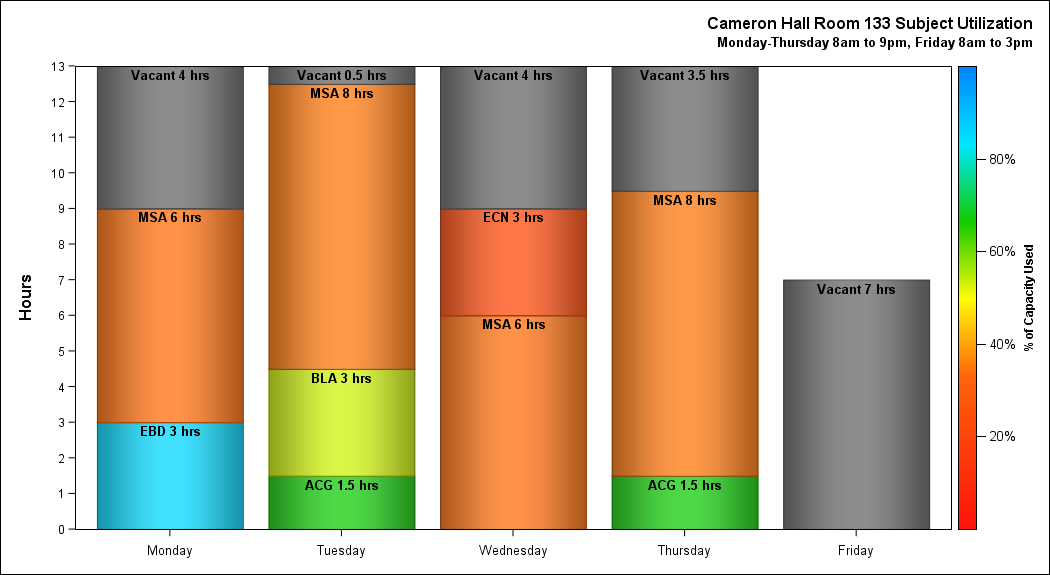 Cameron Hall Room 133 Subject Utilization
Monday-Thursday 8am to 9pm, Friday 8am to 3pm
Hours
13
12
11
10
9
8
7
6
5
4
3
2
1
0
Vacant 4 hrs
MSA 6 hrs
EBD 3 hrs
Vacant 0.5 hrs
MSA 8 hrs
BLA 3 hrs
ACG 1.5 hrs
Vacant 4 hrs
ECN 3 hrs
MSA 6 hrs
Vacant 3.5 hrs
MSA 8 hrs
ACG 1.5 hrs
Vacant 7 hrs
Monday
Tuesday
Wednesday
Thursday
Friday
80%
60%
40%
20%
% of Capacity Used